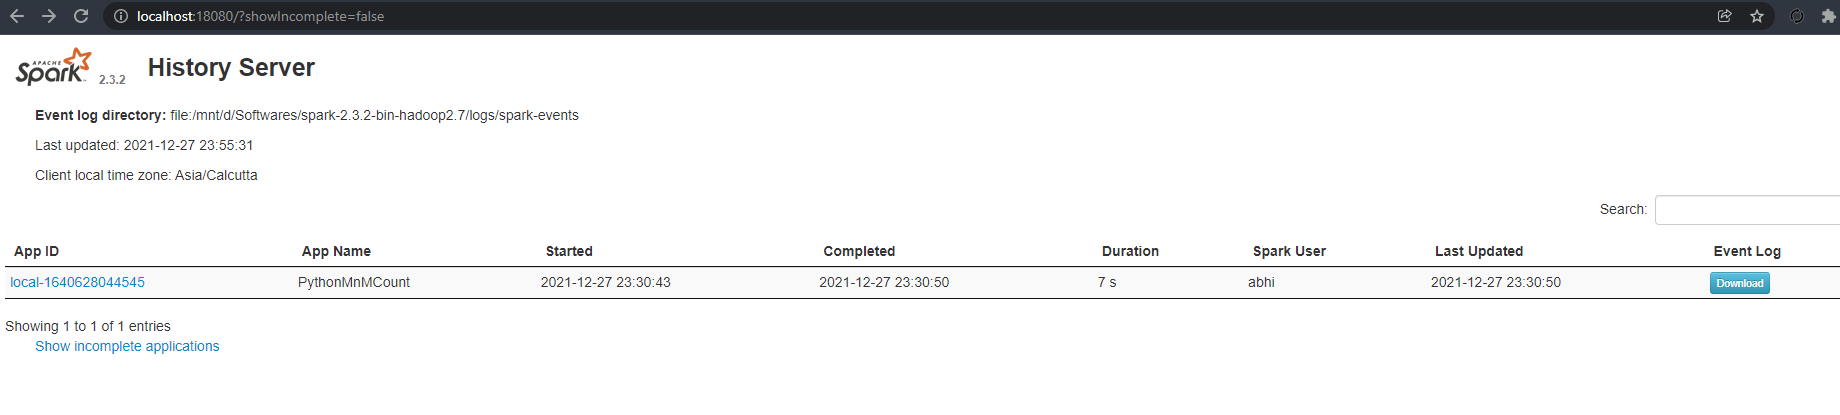 localhost:18080/?showIncomplete=false
APACHE
Spark 2.3.2 History Server
Event log directory: file:/mnt/d/Softwares/spark-2.3.2-bin-hadoop2.7/logs/spark-events
Last updated: 2021-12-27 23:55:31
Client local time zone: Asia/Calcutta
Search:
App ID App Name Started Completed Duration Spark User Last Updated Event Log
local-1640628044545 PythonMnMCount 2021-12-27 23:30:43 2021-12-27 23:30:50 7 s abhi 2021-12-27 23:30:50 Download
Showing 1 to 1 of 1 entries
Show incomplete applications